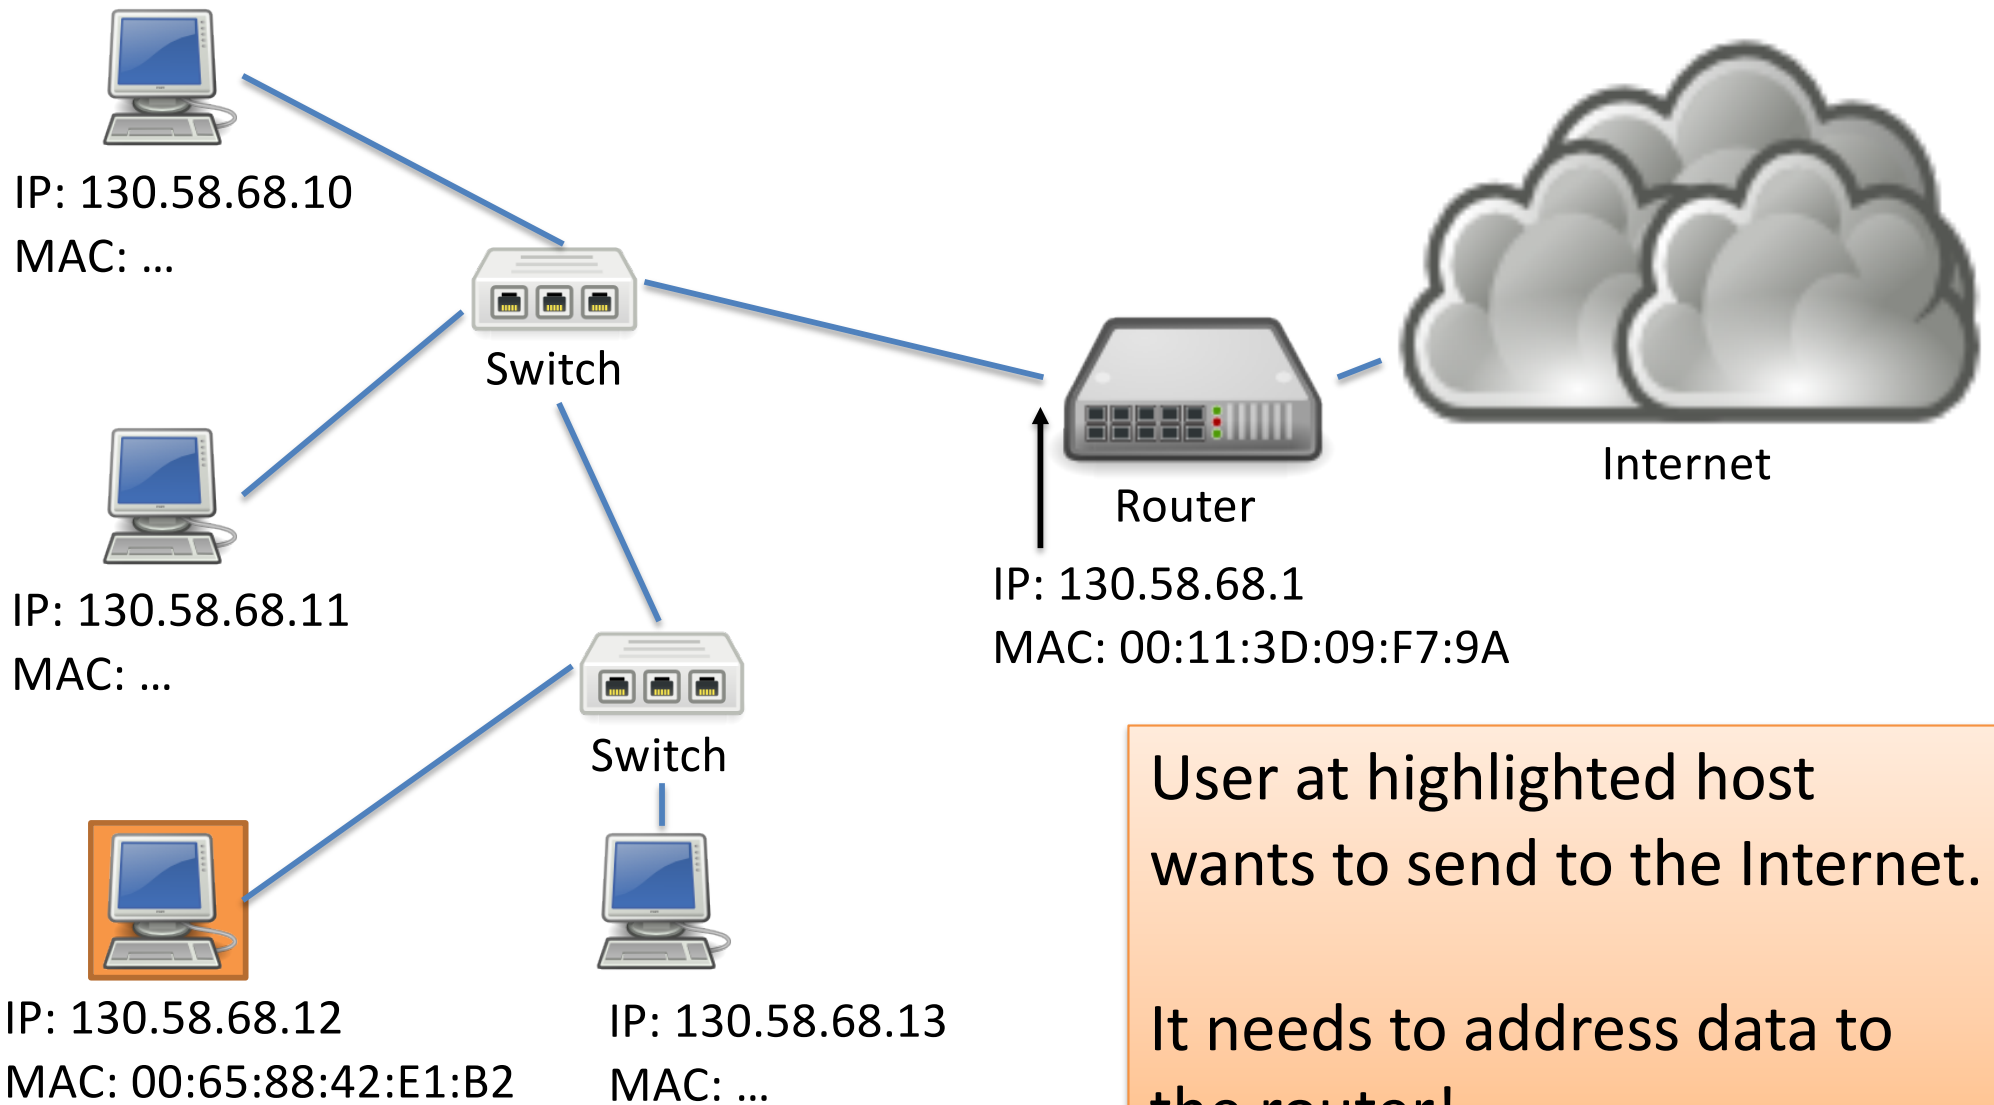 IP: 130.58.68.10
MAC: ...
Switch
Internet
Router
IP: 130.58.68.1
MAC: 00:11:3D:09:F7:9A
IP: 130.58.68.11
MAC: ...
Switch
IP: 130.58.68.12
MAC: 00:65:88:42:E1:B2
IP: 130.58.68.13
MAC: ...
User at highlighted host
wants to send to the Internet.
It needs to address data to
the router!